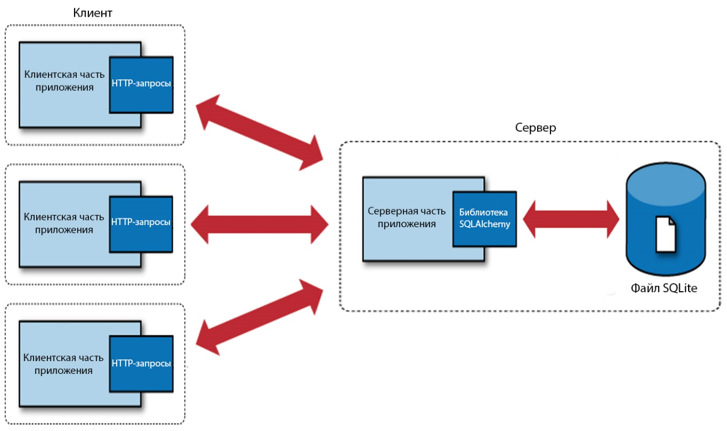 Клиент
Клиентская часть
приложения
HTTP-запросы
Клиентская часть
приложения
HTTP-запросы
Клиентская часть
приложения
HTTP-запросы
Сервер
Серверная часть
приложения
Библиотека
SQLAlchemy
Файл SQLite